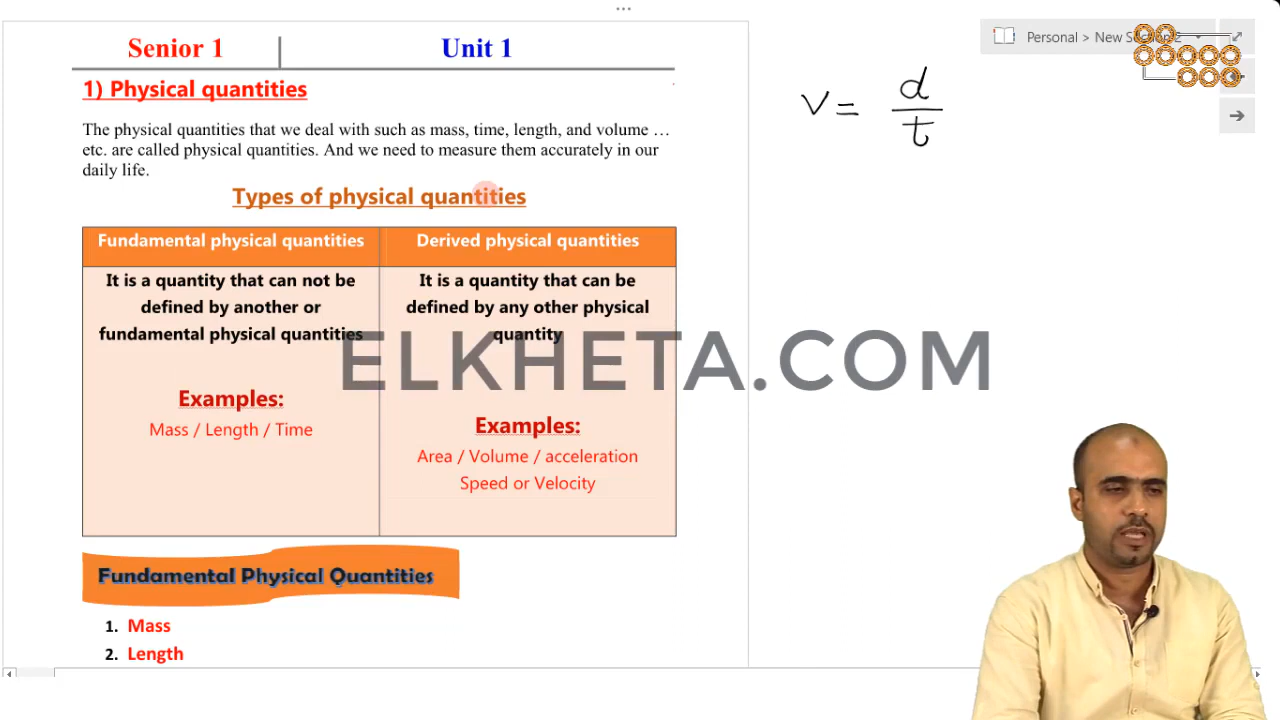 Senior 1
Unit 1
1) Physical quantities
The physical quantities that we deal with such as mass, time, length, and volume …
etc. are called physical quantities. And we need to measure them accurately in our
daily life.
Types of physical quantities
Fundamental physical quantities
It is a quantity that can not be
defined by another or
fundamental physical quantities
Examples:
Mass / Length / Time
Derived physical quantities
It is a quantity that can be
defined by any other physical
quantity
Examples:
Area / Volume / acceleration
Speed or Velocity
Fundamental Physical Quantities
1. Mass
2. Length
V = d/t
Personal > New Section 2
ELKHETA.COM